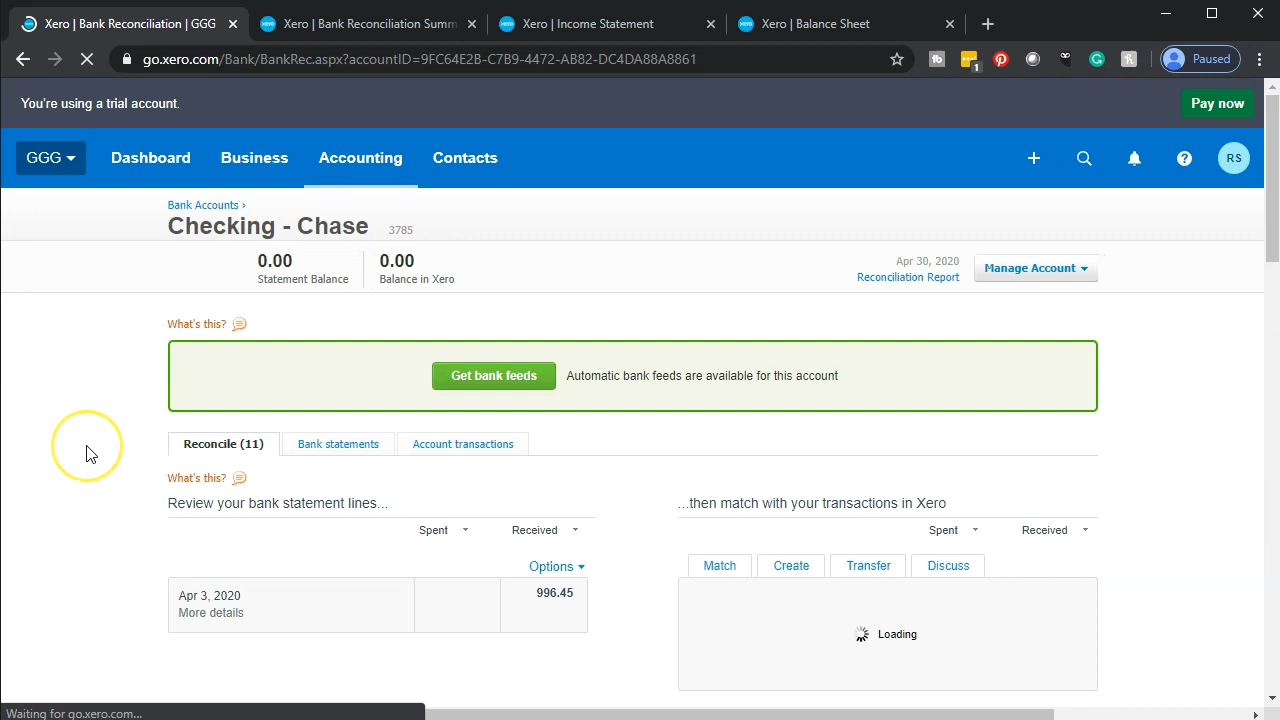 Xero | Bank Reconciliation | GGG
Xero | Bank Reconciliation Summ
Xero | Income Statement
Xero | Balance Sheet
go.xero.com/Bank/BankRec.aspx?accountID=9FC64E2B-C7B9-4472-AB82-DC4DA88A8861
1
Paused
You're using a trial account.
Pay now
GGG
Dashboard
Business
Accounting
Contacts
RS
Bank Accounts ›
Checking - Chase 3785
0.00
Statement Balance
0.00
Balance in Xero
Apr 30, 2020
Reconciliation Report
Manage Account
What's this?
Get bank feeds
Automatic bank feeds are available for this account
Reconcile (11)
Bank statements
Account transactions
What's this?
Review your bank statement lines...
...then match with your transactions in Xero
Spent
Received
Spent
Received
Options
Match
Create
Transfer
Discuss
Apr 3, 2020
More details
996.45
Loading
Waiting for go.xero.com...